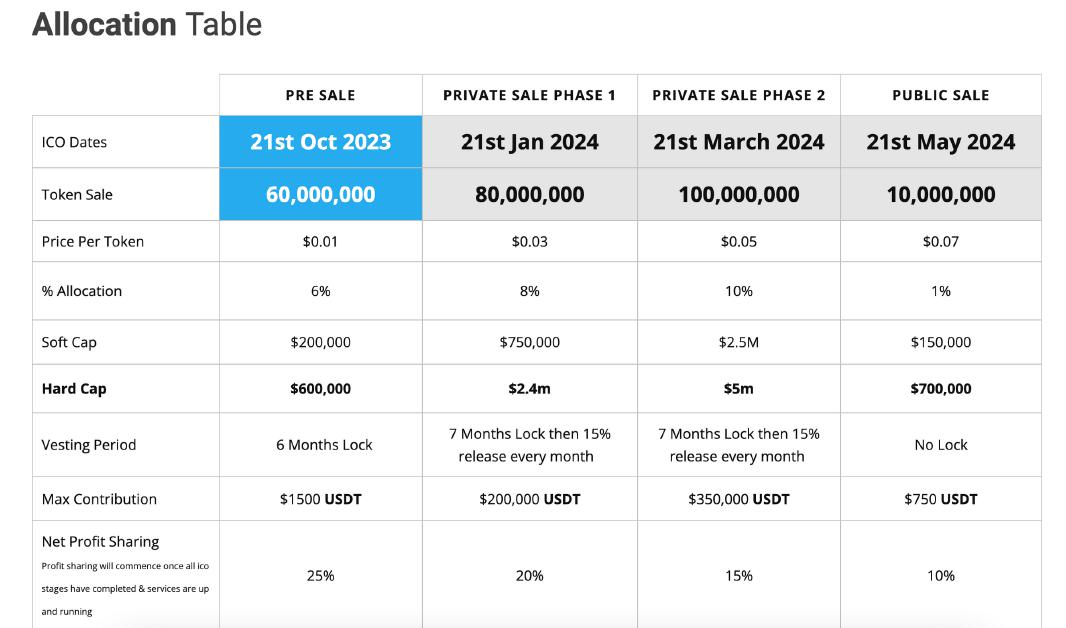 Allocation Table
PRE SALE PRIVATE SALE PHASE 1 PRIVATE SALE PHASE 2 PUBLIC SALE
ICO Dates 21st Oct 2023 21st Jan 2024 21st March 2024 21st May 2024
Token Sale 60,000,000 80,000,000 100,000,000 10,000,000
Price Per Token $0.01 $0.03 $0.05 $0.07
% Allocation 6% 8% 10% 1%
Soft Cap $200,000 $750,000 $2.5M $150,000
Hard Cap $600,000 $2.4m $5m $700,000
Vesting Period 6 Months Lock 7 Months Lock then 15% release every month 7 Months Lock then 15% release every month No Lock
Max Contribution $1500 USDT $200,000 USDT $350,000 USDT $750 USDT
Net Profit Sharing
Profit sharing will commence once all ico
stages have completed & services are up
and running
25% 20% 15% 10%